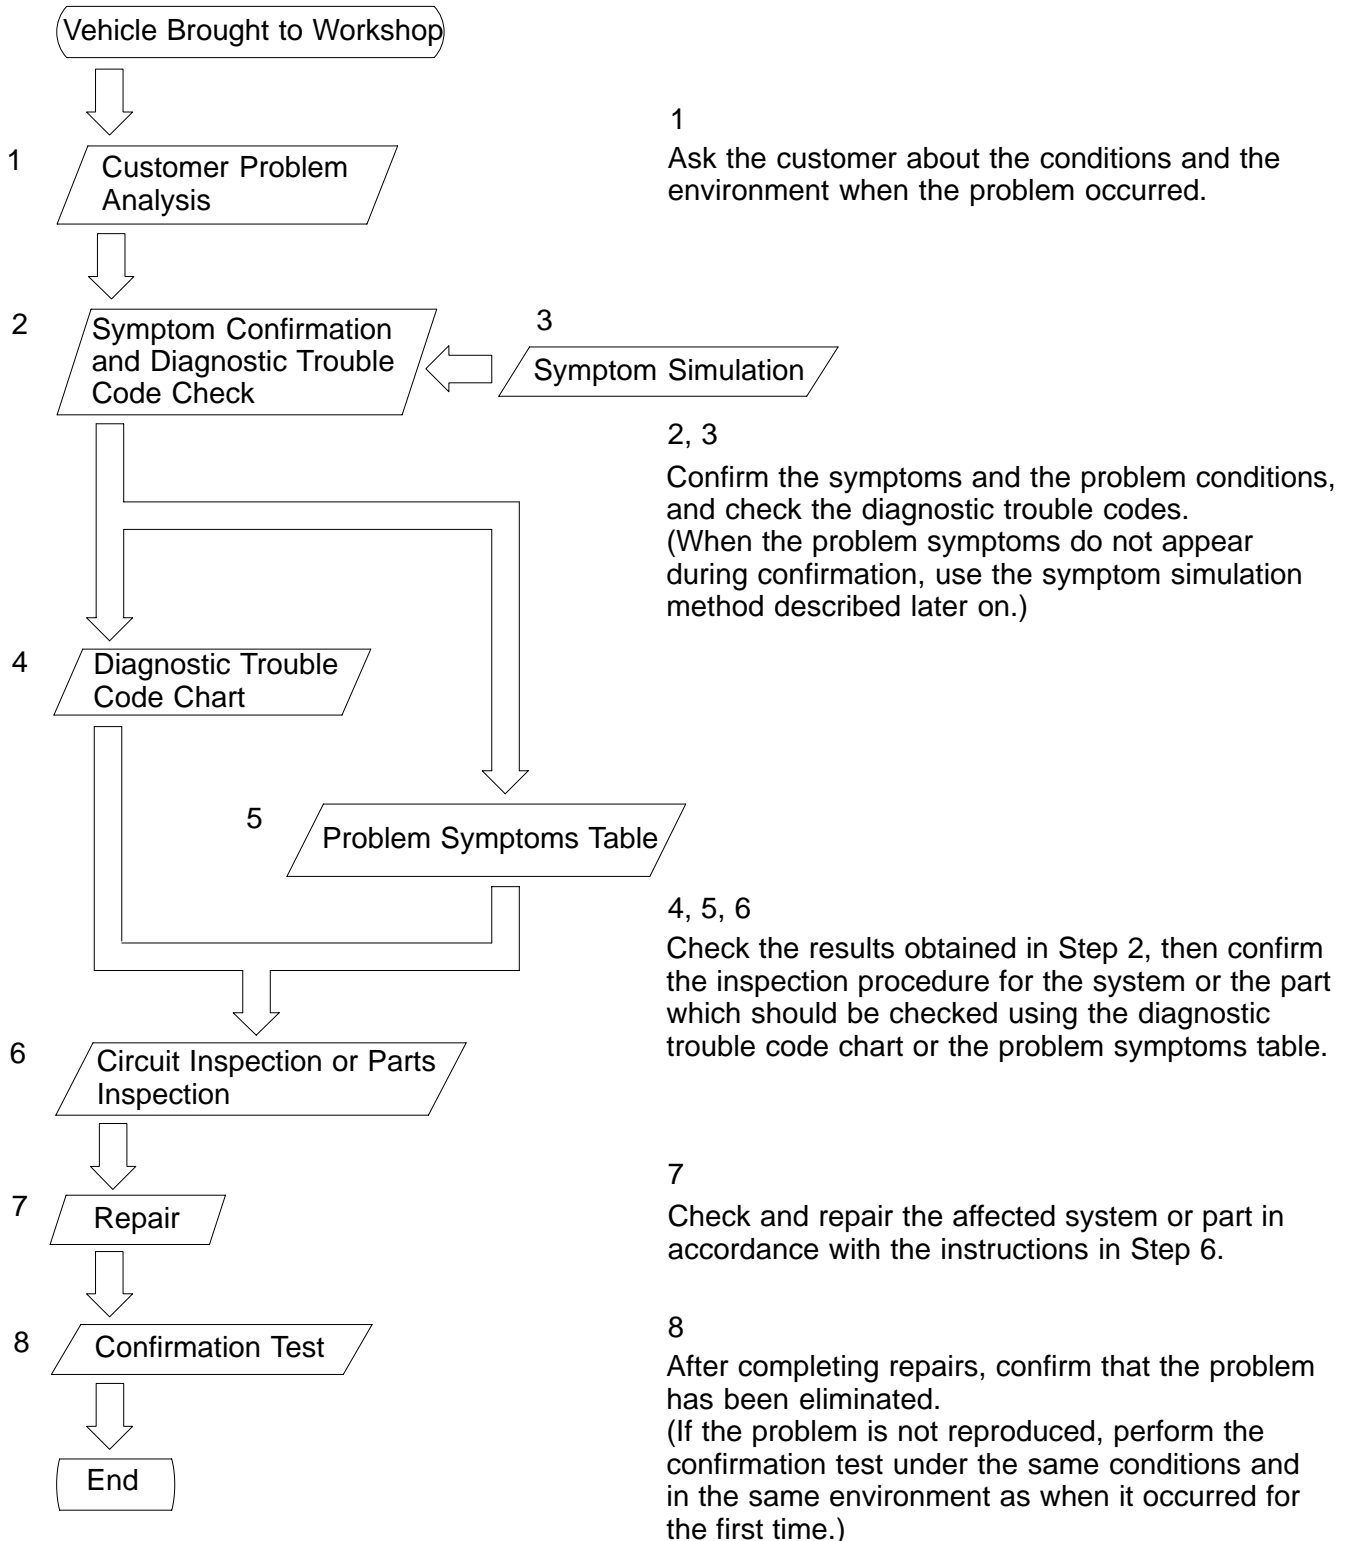 Vehicle Brought to Workshop
1
Customer Problem
Analysis
1
Ask the customer about the conditions and the
environment when the problem occurred.
2
Symptom Confirmation
and Diagnostic Trouble
Code Check
3
Symptom Simulation
2, 3
Confirm the symptoms and the problem conditions,
and check the diagnostic trouble codes.
(When the problem symptoms do not appear
during confirmation, use the symptom simulation
method described later on.)
4
Diagnostic Trouble
Code Chart
5
Problem Symptoms Table
4, 5, 6
Check the results obtained in Step 2, then confirm
the inspection procedure for the system or the part
which should be checked using the diagnostic
trouble code chart or the problem symptoms table.
6
Circuit Inspection or Parts
Inspection
7
Repair
7
Check and repair the affected system or part in
accordance with the instructions in Step 6.
8
Confirmation Test
8
After completing repairs, confirm that the problem
has been eliminated.
(If the problem is not reproduced, perform the
confirmation test under the same conditions and
in the same environment as when it occurred for
the first time.)
End